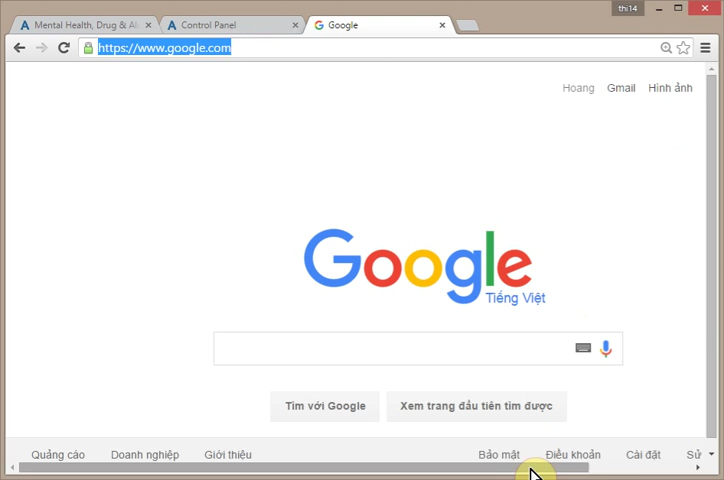 thi14
Mental Health, Drug & Al
Control Panel
Google
https://www.google.com
Hoang Gmail Hình ảnh
Google
Tiếng Việt
Tìm với Google
Xem trang đầu tiên tìm được
Quảng cáo Doanh nghiệp Giới thiệu Bảo mật Điều khoản Cài đặt Sử